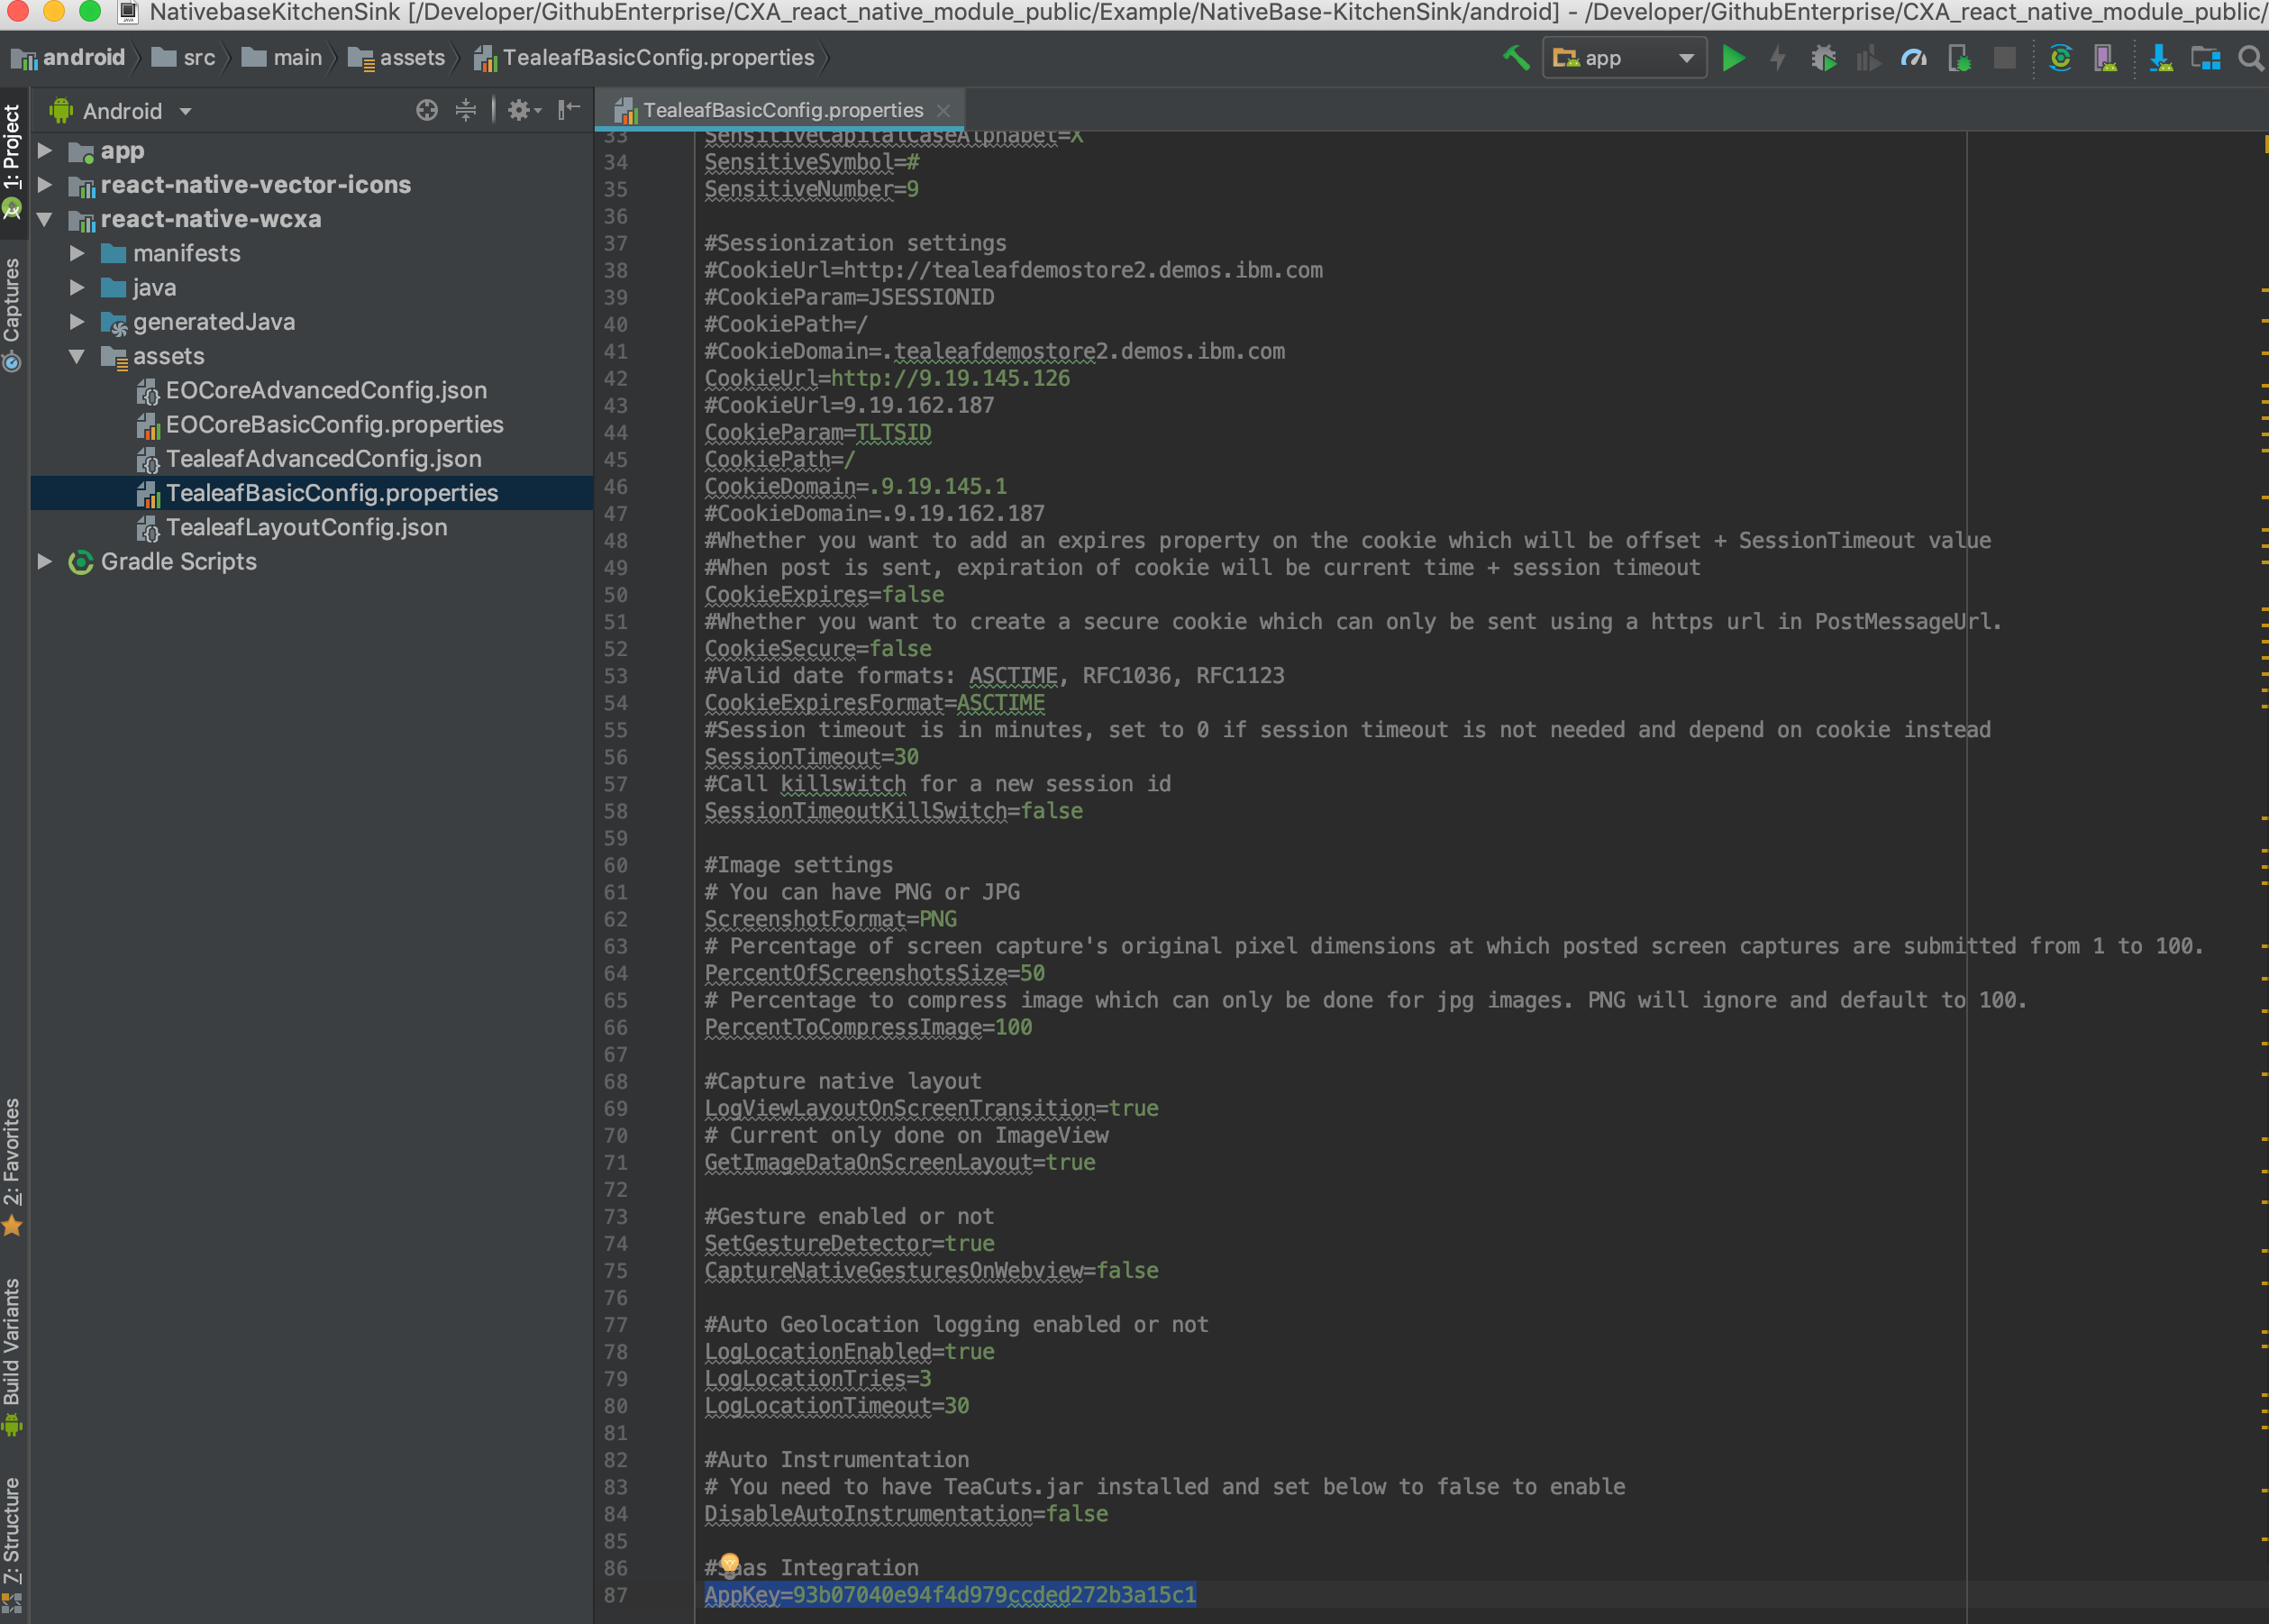 NativebaseKitchenSink [/Developer/GithubEnterprise/CXA_react_native_module_public/Example/NativeBase-KitchenSink/android] - /Developer/GithubEnterprise/CXA_react_native_module_public/
android src main assets TealeafBasicConfig.properties
app
1: Project
Captures
2: Favorites
Build Variants
7: Structure
Android
app
react-native-vector-icons
react-native-wcxa
manifests
java
generatedJava
assets
EOCoreAdvancedConfig.json
EOCoreBasicConfig.properties
TealeafAdvancedConfig.json
TealeafBasicConfig.properties
TealeafLayoutConfig.json
Gradle Scripts
TealeafBasicConfig.properties
33 SensitiveCapitalCaseAlphabet=X
34 SensitiveSymbol=#
35 SensitiveNumber=9
36
37 #Sessionization settings
38 #CookieUrl=http://tealeafdemostore2.demos.ibm.com
39 #CookieParam=JSESSIONID
40 #CookiePath=/
41 #CookieDomain=.tealeafdemostore2.demos.ibm.com
42 CookieUrl=http://9.19.145.126
43 #CookieUrl=9.19.162.187
44 CookieParam=TLTSID
45 CookiePath=/
46 CookieDomain=.9.19.145.1
47 #CookieDomain=.9.19.162.187
48 #Whether you want to add an expires property on the cookie which will be offset + SessionTimeout value
49 #When post is sent, expiration of cookie will be current time + session timeout
50 CookieExpires=false
51 #Whether you want to create a secure cookie which can only be sent using a https url in PostMessageUrl.
52 CookieSecure=false
53 #Valid date formats: ASCTIME, RFC1036, RFC1123
54 CookieExpiresFormat=ASCTIME
55 #Session timeout is in minutes, set to 0 if session timeout is not needed and depend on cookie instead
56 SessionTimeout=30
57 #Call killswitch for a new session id
58 SessionTimeoutKillSwitch=false
59
60 #Image settings
61 # You can have PNG or JPG
62 ScreenshotFormat=PNG
63 # Percentage of screen capture's original pixel dimensions at which posted screen captures are submitted from 1 to 100.
64 PercentOfScreenshotsSize=50
65 # Percentage to compress image which can only be done for jpg images. PNG will ignore and default to 100.
66 PercentToCompressImage=100
67
68 #Capture native layout
69 LogViewLayoutOnScreenTransition=true
70 # Current only done on ImageView
71 GetImageDataOnScreenLayout=true
72
73 #Gesture enabled or not
74 SetGestureDetector=true
75 CaptureNativeGesturesOnWebview=false
76
77 #Auto Geolocation logging enabled or not
78 LogLocationEnabled=true
79 LogLocationTries=3
80 LogLocationTimeout=30
81
82 #Auto Instrumentation
83 # You need to have TeaCuts.jar installed and set below to false to enable
84 DisableAutoInstrumentation=false
85
86 #Saas Integration
87 AppKey=93b07040e94f4d979ccded272b3a15c1